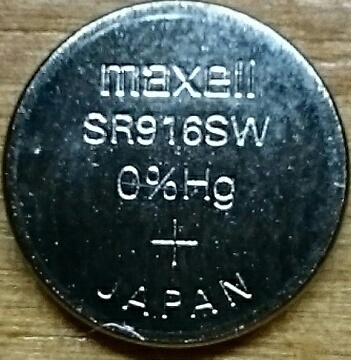 maxell
SR916SW
0%Hg
+
JAPAN